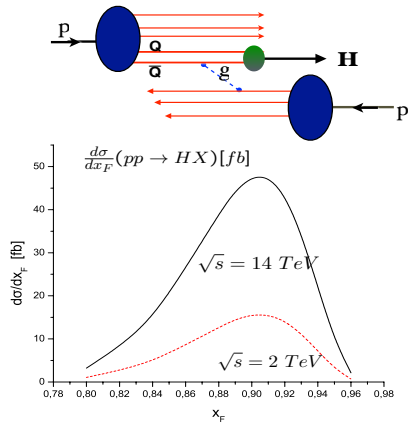 p
Q
Q̅
g
H
p
dσ/dx_F (pp → HX)[fb]
dσ/dx_F [fb]
50
40
30
20
10
0
√s = 14 TeV
√s = 2 TeV
0,78 0,80 0,82 0,84 0,86 0,88 0,90 0,92 0,94 0,96 0,98
x_F